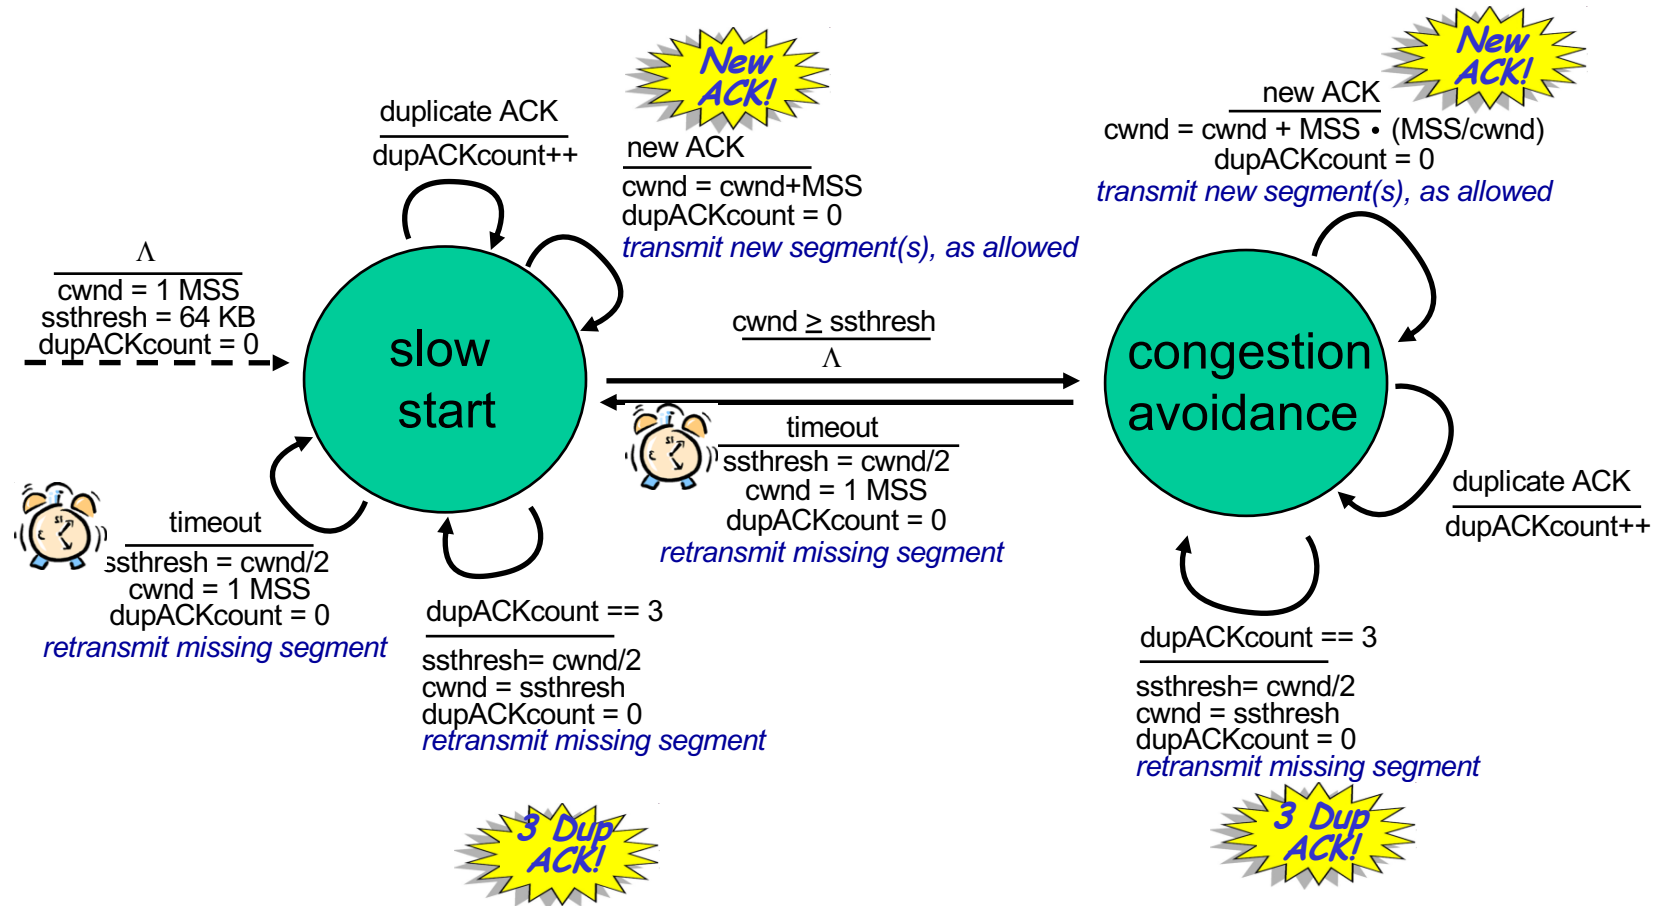 New
ACK!
duplicate ACK
dupACKcount++
new ACK
cwnd = cwnd+MSS
dupACKcount = 0
transmit new segment(s), as allowed
New
ACK!
new ACK
cwnd = cwnd + MSS • (MSS/cwnd)
dupACKcount = 0
transmit new segment(s), as allowed
Λ
cwnd = 1 MSS
ssthresh = 64 KB
dupACKcount = 0
slow
start
cwnd ≥ ssthresh
Λ
congestion
avoidance
timeout
ssthresh = cwnd/2
cwnd = 1 MSS
dupACKcount = 0
retransmit missing segment
duplicate ACK
dupACKcount++
timeout
ssthresh = cwnd/2
cwnd = 1 MSS
dupACKcount = 0
retransmit missing segment
dupACKcount == 3
ssthresh= cwnd/2
cwnd = ssthresh
dupACKcount = 0
retransmit missing segment
3 Dup
ACK!
dupACKcount == 3
ssthresh= cwnd/2
cwnd = ssthresh
dupACKcount = 0
retransmit missing segment
3 Dup
ACK!